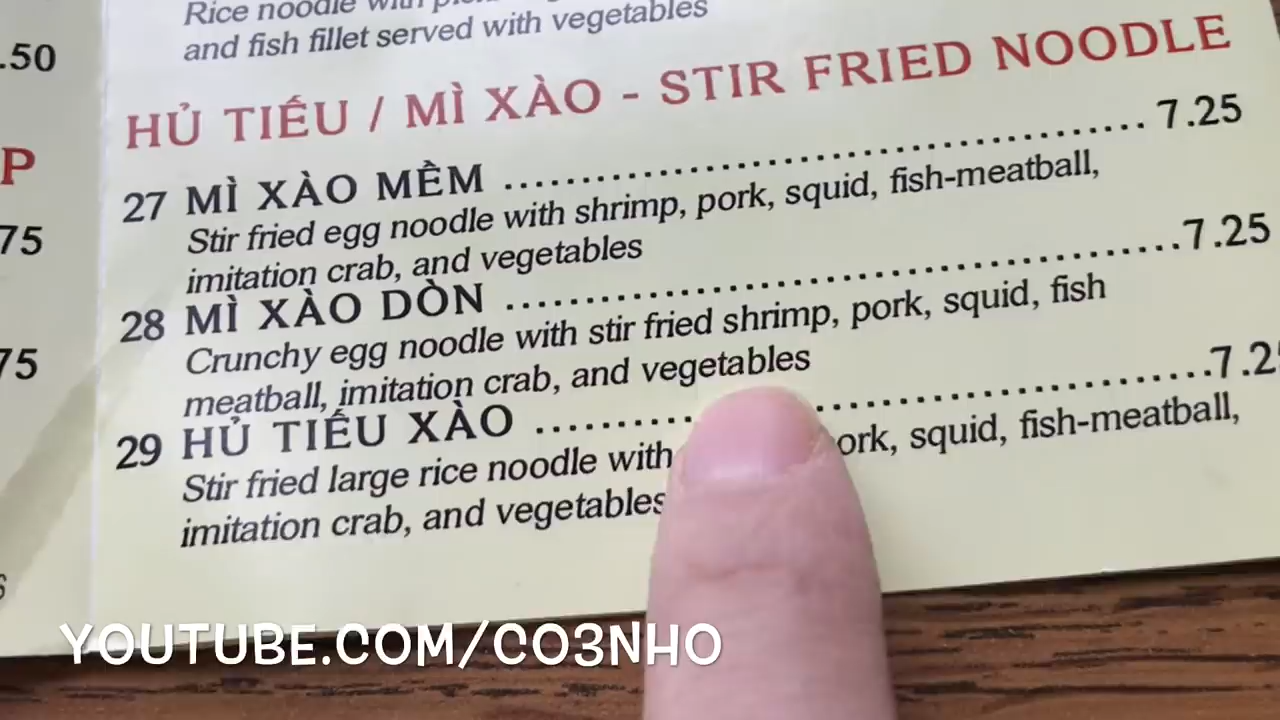 .50
P
75
75
Rice noodle with
and fish fillet served with vegetables
HỦ TIẾU / MÌ XÀO - STIR FRIED NOODLE
27 MÌ XÀO MỀM ........................................ 7.25
Stir fried egg noodle with shrimp, pork, squid, fish-meatball,
imitation crab, and vegetables
28 MÌ XÀO DÒN ........................................ 7.25
Crunchy egg noodle with stir fried shrimp, pork, squid, fish
meatball, imitation crab, and vegetables
29 HỦ TIẾU XÀO ........................................ 7.25
Stir fried large rice noodle with ork, squid, fish-meatball,
imitation crab, and vegetables
YOUTUBE.COM/CO3NHO